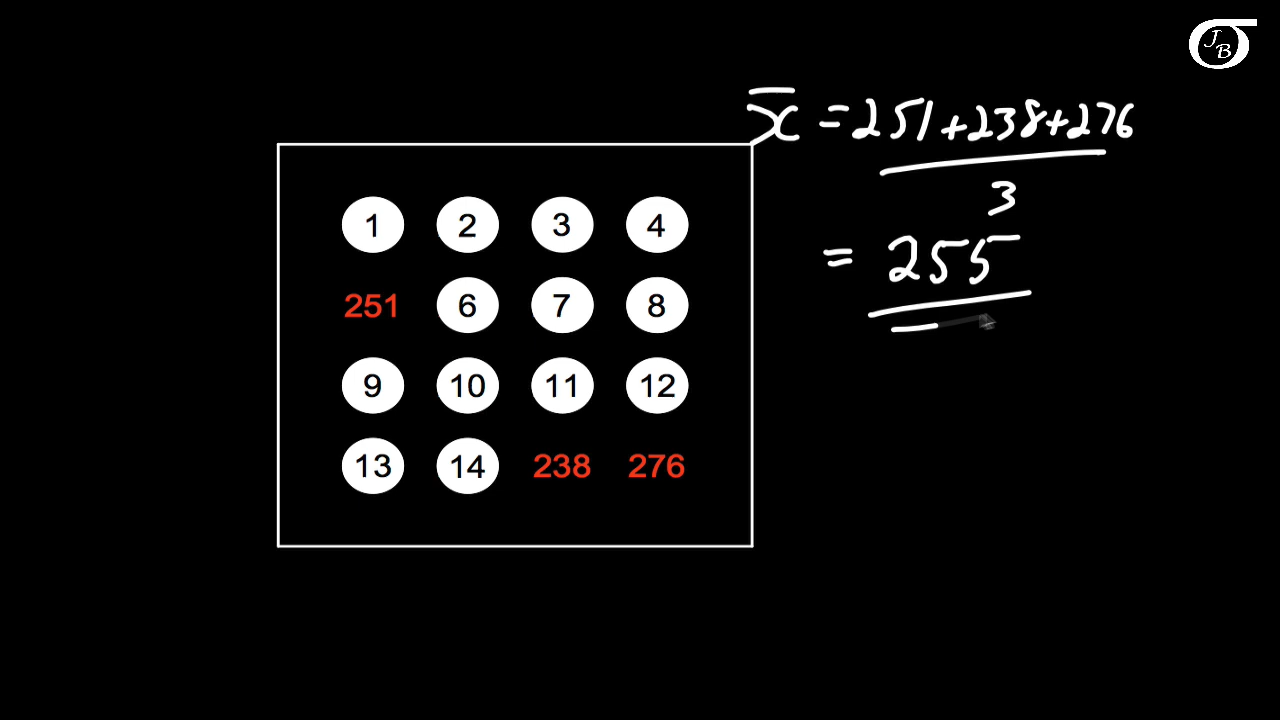 JB
x̄ = 251 + 238 + 276
3
= 255
1 2 3 4
251 6 7 8
9 10 11 12
13 14 238 276